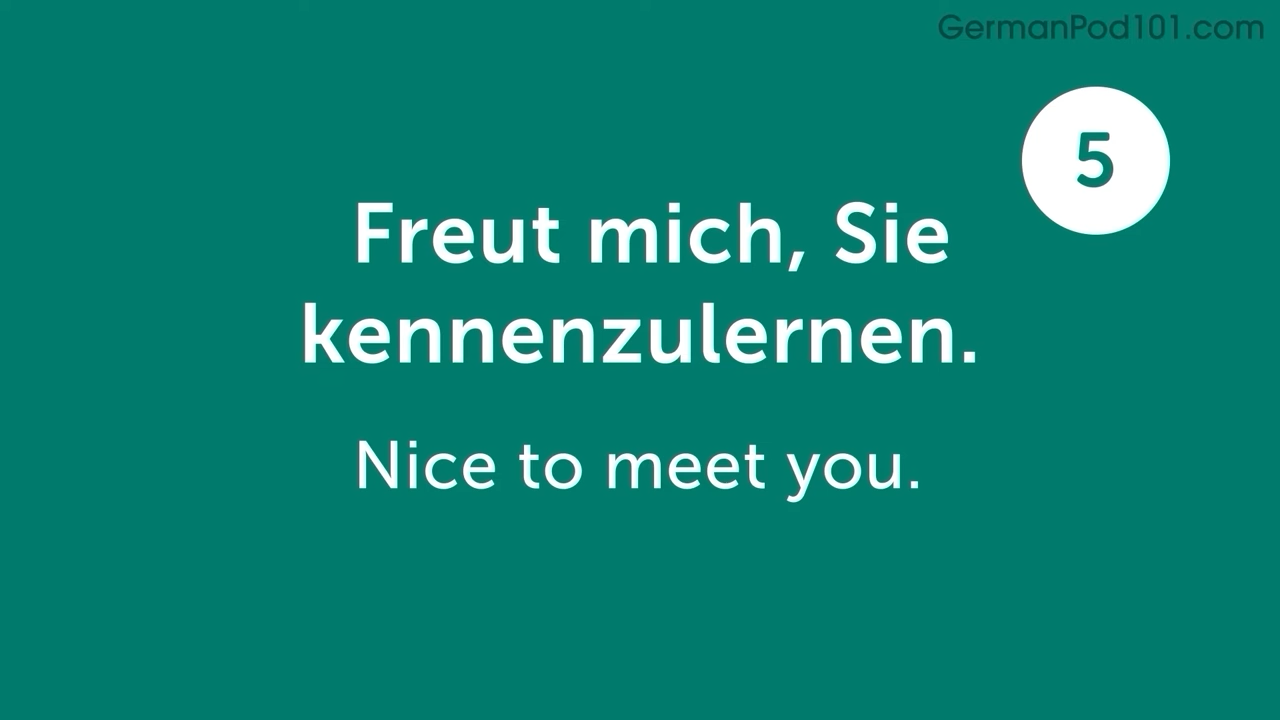 GermanPod101.com
5
Freut mich, Sie
kennenzulernen.
Nice to meet you.